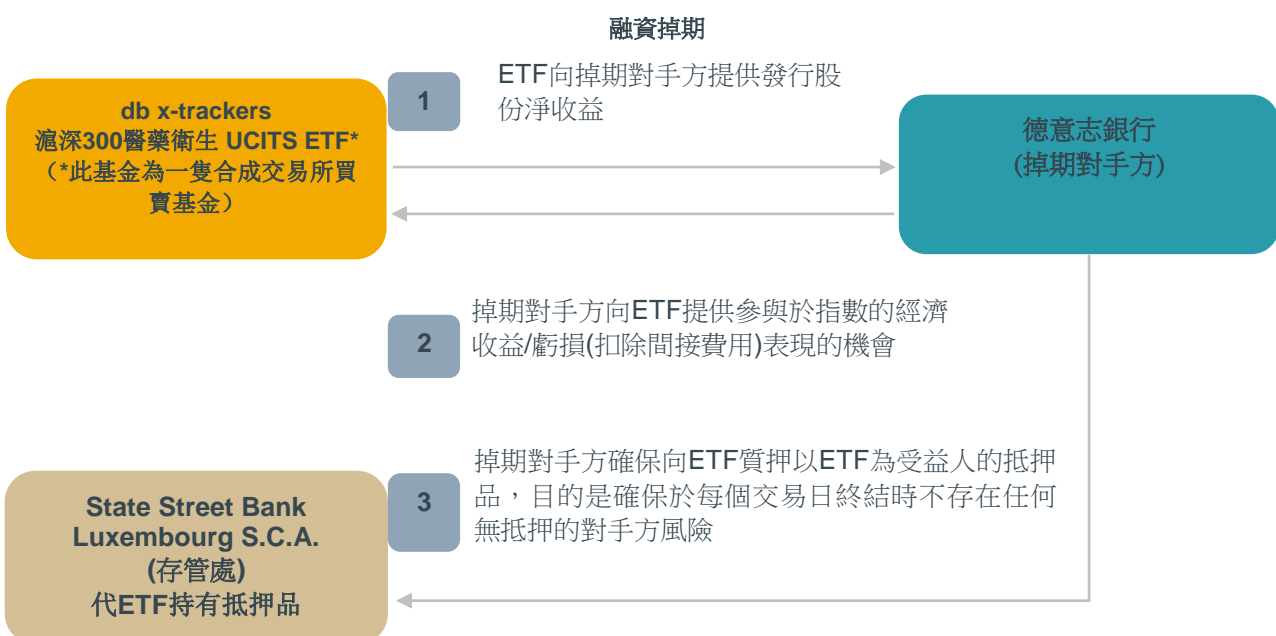 融資掉期
db x-trackers
滬深300醫藥衛生 UCITS ETF*
（*此基金為一隻合成交易所買
賣基金）
1
ETF向掉期對手方提供發行股
份淨收益
德意志銀行
(掉期對手方)
2
掉期對手方向ETF提供參與於指數的經濟
收益/虧損(扣除間接費用)表現的機會
State Street Bank
Luxembourg S.C.A.
(存管處)
代ETF持有抵押品
3
掉期對手方確保向ETF質押以ETF為受益人的抵押
品，目的是確保於每個交易日終結時不存在任何
無抵押的對手方風險